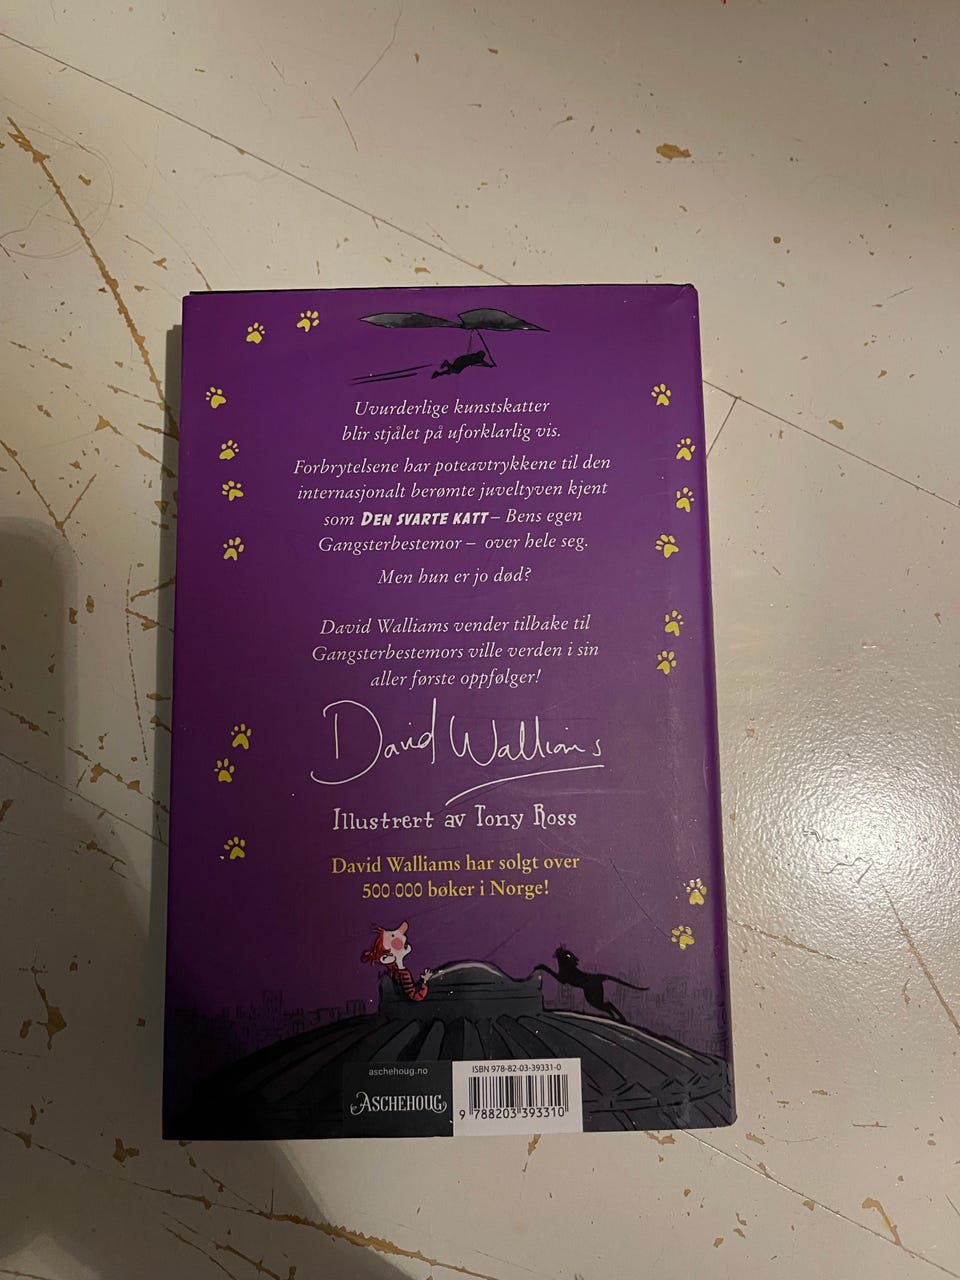 Uvurderlige kunstskatter
blir stjålet på uforklarlig vis.
Forbrytelsene har poteavtrykkene til den
internasjonalt berømte juveltyven kjent
som DEN SVARTE KATT – Bens egen
Gangsterbestemor – over hele seg.
Men hun er jo død?
David Walliams vender tilbake til
Gangsterbestemors ville verden i sin
aller første oppfølger!
David Walliams
Illustrert av Tony Ross
David Walliams har solgt over
500 000 bøker i Norge!
aschehoug.no
ASCHEHOUG
ISBN 978-82-03-39331-0
9 788203 393310